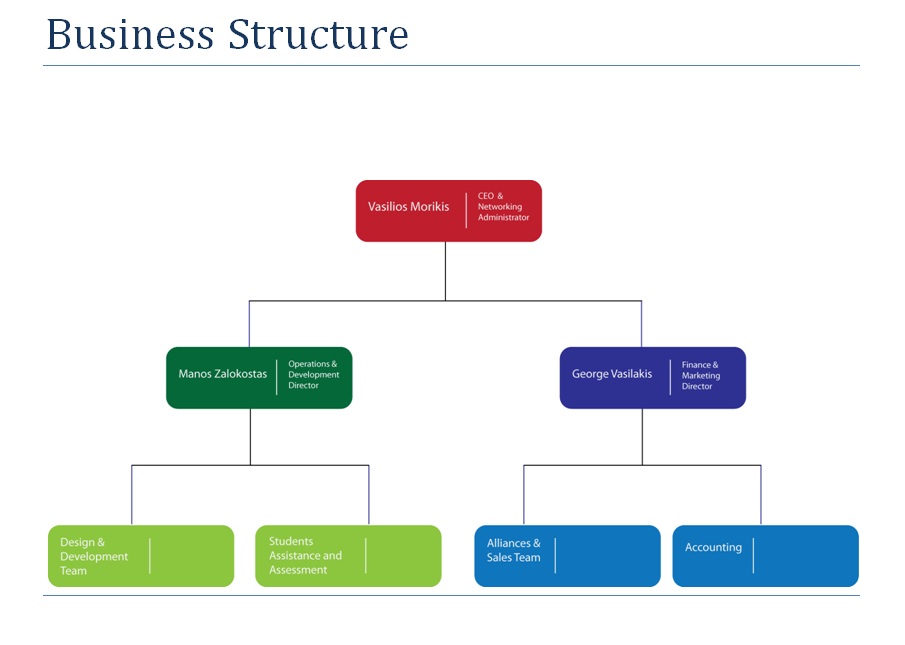 Business Structure
Vasilios Morikis
CEO &
Networking
Administrator
Manos Zalokostas
Operations &
Development
Director
George Vasilakis
Finance &
Marketing
Director
Design &
Development
Team
Students
Assistance and
Assessment
Alliances &
Sales Team
Accounting